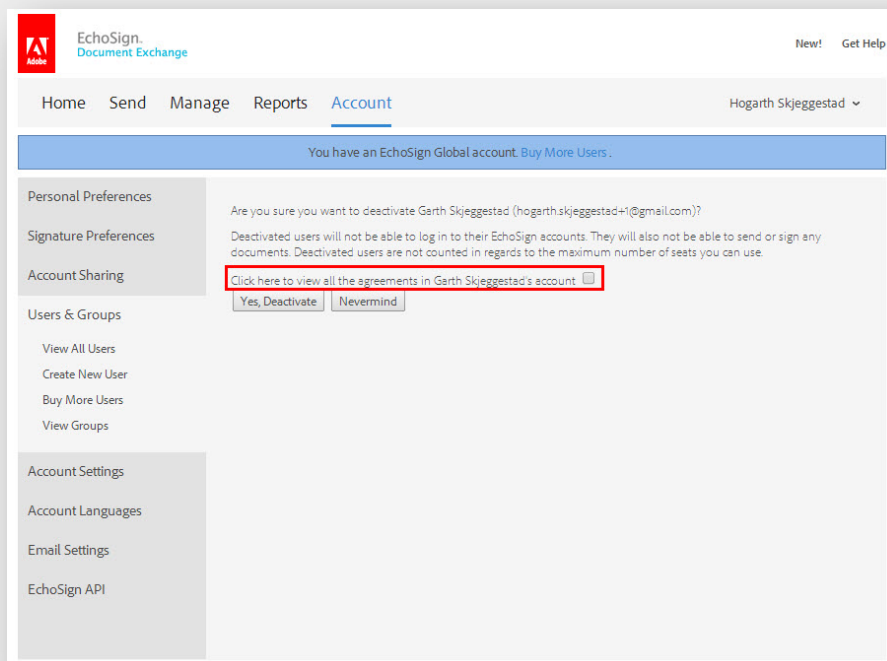 Adobe
EchoSign.
Document Exchange
New! Get Help
Home Send Manage Reports Account
Hogarth Skjeggestad
You have an EchoSign Global account. Buy More Users.
Personal Preferences
Signature Preferences
Account Sharing
Users & Groups
View All Users
Create New User
Buy More Users
View Groups
Account Settings
Account Languages
Email Settings
EchoSign API
Are you sure you want to deactivate Garth Skjeggestad (hogarth.skjeggestad+1@gmail.com)?
Deactivated users will not be able to log in to their EchoSign accounts. They will also not be able to send or sign any
documents. Deactivated users are not counted in regards to the maximum number of seats you can use.
Click here to view all the agreements in Garth Skjeggestad's account
Yes, Deactivate Nevermind